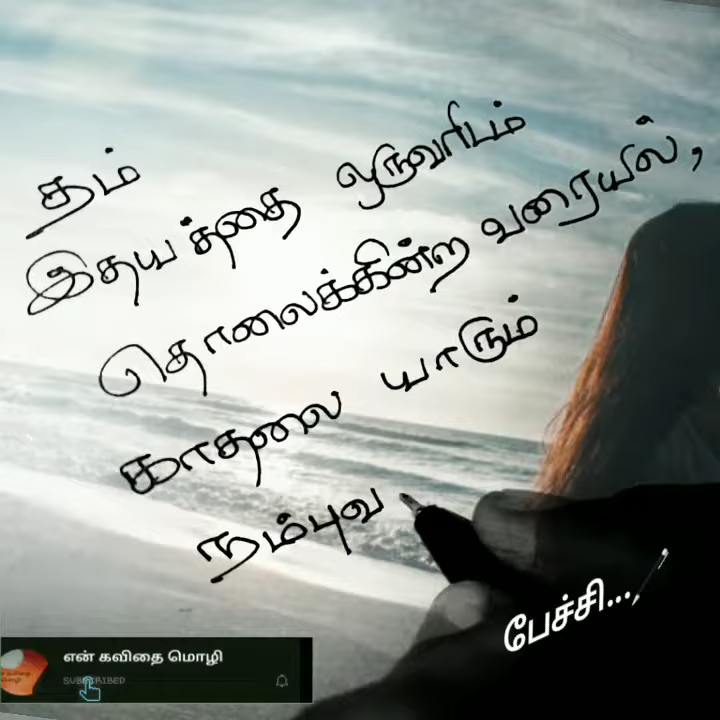 தம்
இதயத்தை ஒருவரிடம்
தொலைக்கின்ற வரையில்,
காதலை யாரும்
நம்புவ
பேச்சி...
என் கவிதை மொழி
SUBSCRIBED